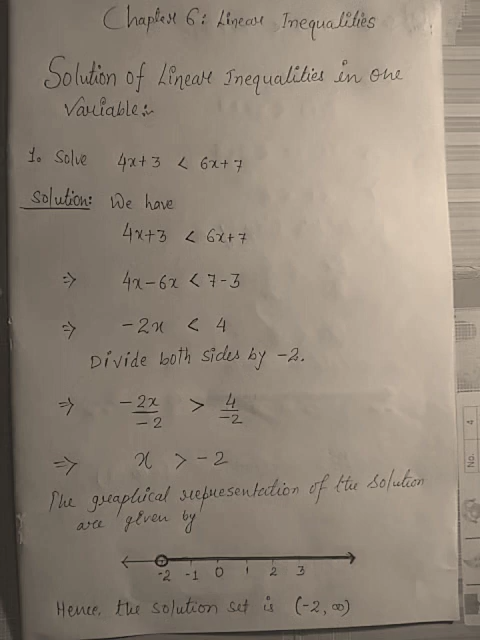 Chapter 6: Linear Inequalities
Solution of Linear Inequalities in one
Variable:-
1. Solve 4x+3 < 6x+7
Solution: We have
4x+3 < 6x+7
⇒ 4x-6x < 7-3
⇒ -2x < 4
Divide both sides by -2.
⇒ -2x/-2 > 4/-2
⇒ x > -2
The graphical representation of the solution
are given by
-2 -1 0 1 2 3
Hence, the solution set is (-2, ∞)
No. 4